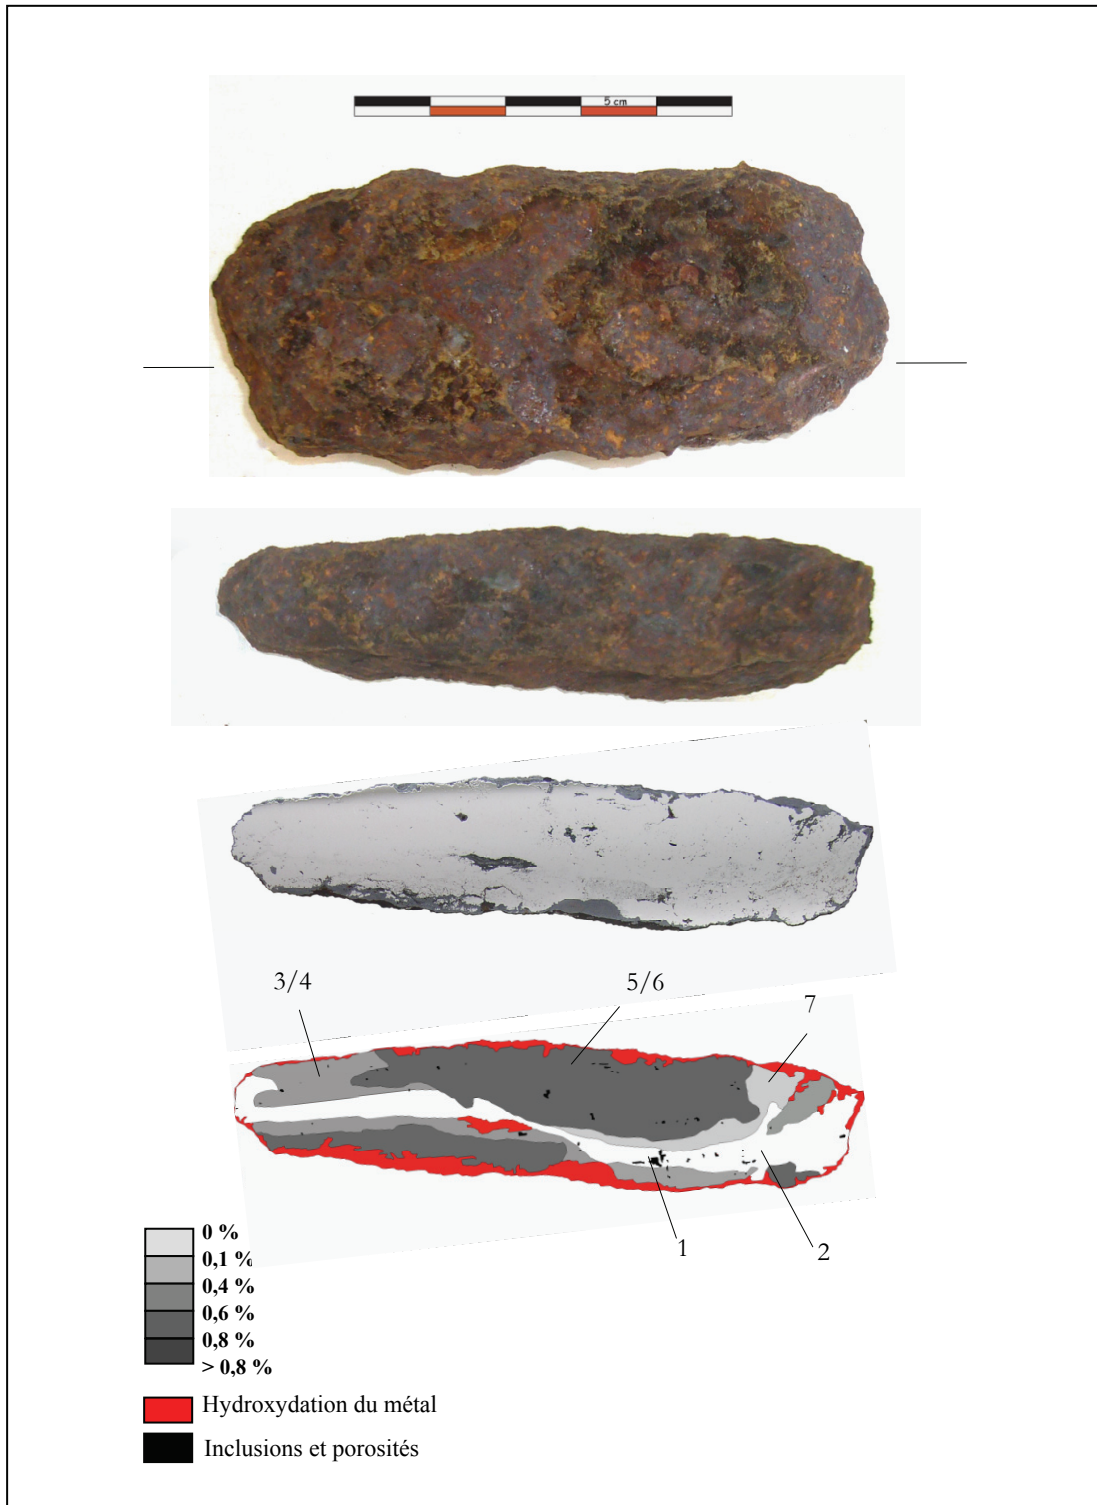 5 cm
3/4
5/6
7
1
2
0 %
0,1 %
0,4 %
0,6 %
0,8 %
> 0,8 %
Hydroxydation du métal
Inclusions et porosités